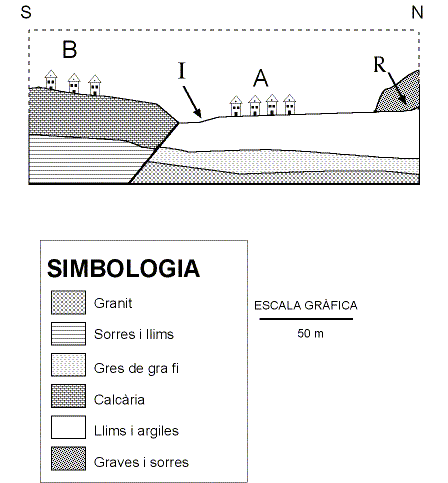 S N
B I A R
SIMBOLOGIA
Granit
Sorres i llims
Gres de gra fi
Calcària
Llims i argiles
Graves i sorres
ESCALA GRÀFICA
50 m